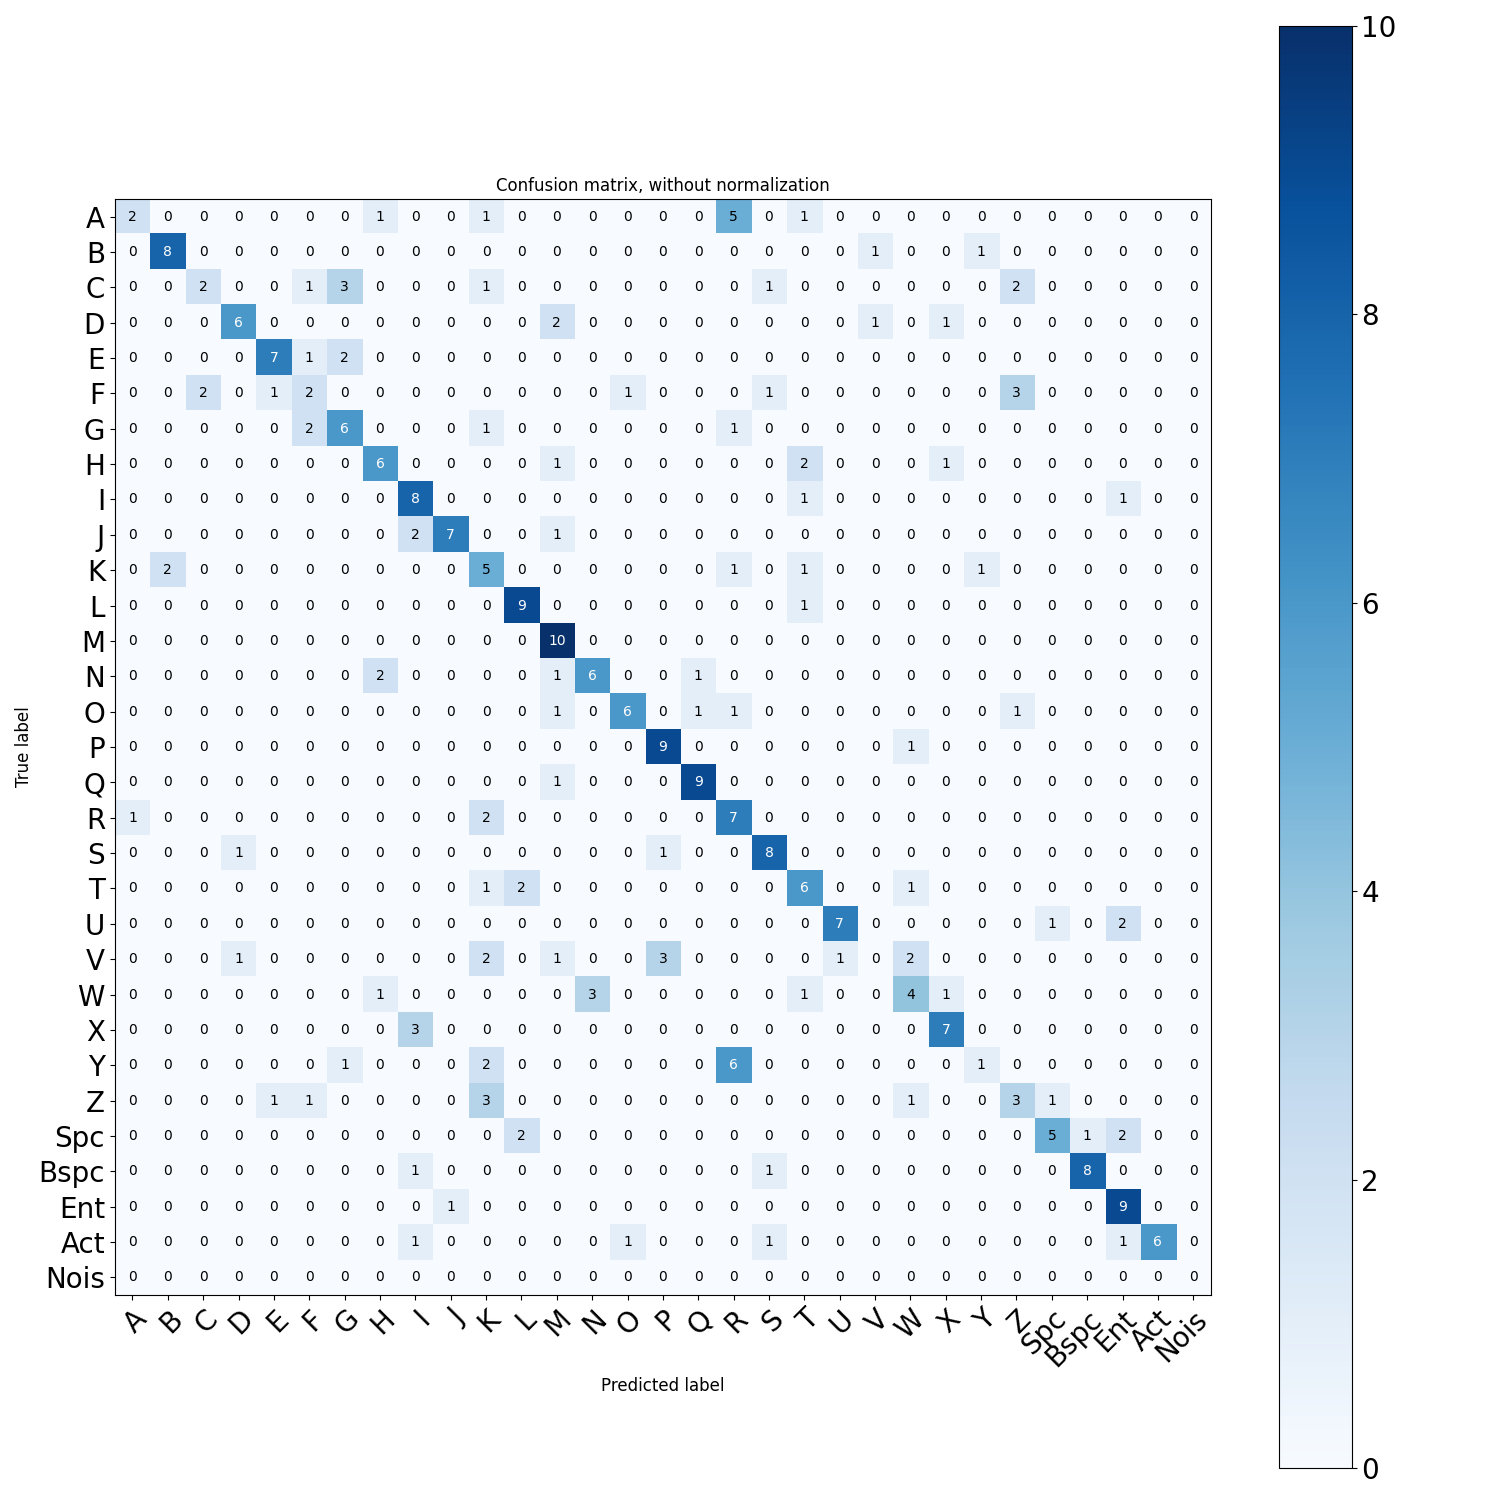 Confusion matrix, without normalization
A 2 0 0 0 0 0 0 1 0 0 1 0 0 0 0 0 0 5 0 1 0 0 0 0 0 0 0 0 0 0 0
B 0 8 0 0 0 0 0 0 0 0 0 0 0 0 0 0 0 0 0 0 0 1 0 0 1 0 0 0 0 0 0
C 0 0 2 0 0 1 3 0 0 0 1 0 0 0 0 0 0 0 1 0 0 0 0 0 0 2 0 0 0 0 0
D 0 0 0 6 0 0 0 0 0 0 0 0 2 0 0 0 0 0 0 0 0 1 0 1 0 0 0 0 0 0 0
E 0 0 0 0 7 1 2 0 0 0 0 0 0 0 0 0 0 0 0 0 0 0 0 0 0 0 0 0 0 0 0
F 0 0 2 0 1 2 0 0 0 0 0 0 0 0 1 0 0 0 1 0 0 0 0 0 0 3 0 0 0 0 0
G 0 0 0 0 0 2 6 0 0 0 1 0 0 0 0 0 0 1 0 0 0 0 0 0 0 0 0 0 0 0 0
H 0 0 0 0 0 0 0 6 0 0 0 0 1 0 0 0 0 0 0 2 0 0 0 1 0 0 0 0 0 0 0
I 0 0 0 0 0 0 0 0 8 0 0 0 0 0 0 0 0 0 0 1 0 0 0 0 0 0 0 0 1 0 0
J 0 0 0 0 0 0 0 0 2 7 0 0 1 0 0 0 0 0 0 0 0 0 0 0 0 0 0 0 0 0 0
K 0 2 0 0 0 0 0 0 0 0 5 0 0 0 0 0 0 1 0 1 0 0 0 0 1 0 0 0 0 0 0
L 0 0 0 0 0 0 0 0 0 0 0 9 0 0 0 0 0 0 0 1 0 0 0 0 0 0 0 0 0 0 0
M 0 0 0 0 0 0 0 0 0 0 0 0 10 0 0 0 0 0 0 0 0 0 0 0 0 0 0 0 0 0 0
N 0 0 0 0 0 0 0 2 0 0 0 0 1 6 0 0 1 0 0 0 0 0 0 0 0 0 0 0 0 0 0
O 0 0 0 0 0 0 0 0 0 0 0 0 1 0 6 0 1 1 0 0 0 0 0 0 0 1 0 0 0 0 0
P 0 0 0 0 0 0 0 0 0 0 0 0 0 0 0 9 0 0 0 0 0 0 1 0 0 0 0 0 0 0 0
Q 0 0 0 0 0 0 0 0 0 0 0 0 1 0 0 0 9 0 0 0 0 0 0 0 0 0 0 0 0 0 0
R 1 0 0 0 0 0 0 0 0 0 2 0 0 0 0 0 0 7 0 0 0 0 0 0 0 0 0 0 0 0 0
S 0 0 0 1 0 0 0 0 0 0 0 0 0 0 0 1 0 0 8 0 0 0 0 0 0 0 0 0 0 0 0
T 0 0 0 0 0 0 0 0 0 0 1 2 0 0 0 0 0 0 0 6 0 0 1 0 0 0 0 0 0 0 0
U 0 0 0 0 0 0 0 0 0 0 0 0 0 0 0 0 0 0 0 0 7 0 0 0 0 0 1 0 2 0 0
V 0 0 0 1 0 0 0 0 0 0 2 0 1 0 0 3 0 0 0 0 1 0 2 0 0 0 0 0 0 0 0
W 0 0 0 0 0 0 0 1 0 0 0 0 0 3 0 0 0 0 0 1 0 0 4 1 0 0 0 0 0 0 0
X 0 0 0 0 0 0 0 0 3 0 0 0 0 0 0 0 0 0 0 0 0 0 0 7 0 0 0 0 0 0 0
Y 0 0 0 0 0 0 1 0 0 0 2 0 0 0 0 0 0 6 0 0 0 0 0 0 1 0 0 0 0 0 0
Z 0 0 0 0 1 1 0 0 0 0 3 0 0 0 0 0 0 0 0 0 0 0 1 0 0 3 1 0 0 0 0
Spc 0 0 0 0 0 0 0 0 0 0 0 2 0 0 0 0 0 0 0 0 0 0 0 0 0 0 5 1 2 0 0
Bspc 0 0 0 0 0 0 0 0 1 0 0 0 0 0 0 0 0 0 1 0 0 0 0 0 0 0 0 8 0 0 0
Ent 0 0 0 0 0 0 0 0 0 1 0 0 0 0 0 0 0 0 0 0 0 0 0 0 0 0 0 0 9 0 0
Act 0 0 0 0 0 0 0 0 1 0 0 0 0 0 1 0 0 0 1 0 0 0 0 0 0 0 0 0 1 6 0
Nois 0 0 0 0 0 0 0 0 0 0 0 0 0 0 0 0 0 0 0 0 0 0 0 0 0 0 0 0 0 0 0
A B C D E F G H I J K L M N O P Q R S T U V W X Y Z Spc Bspc Ent Act Nois
Predicted label
True label
10
8
6
4
2
0